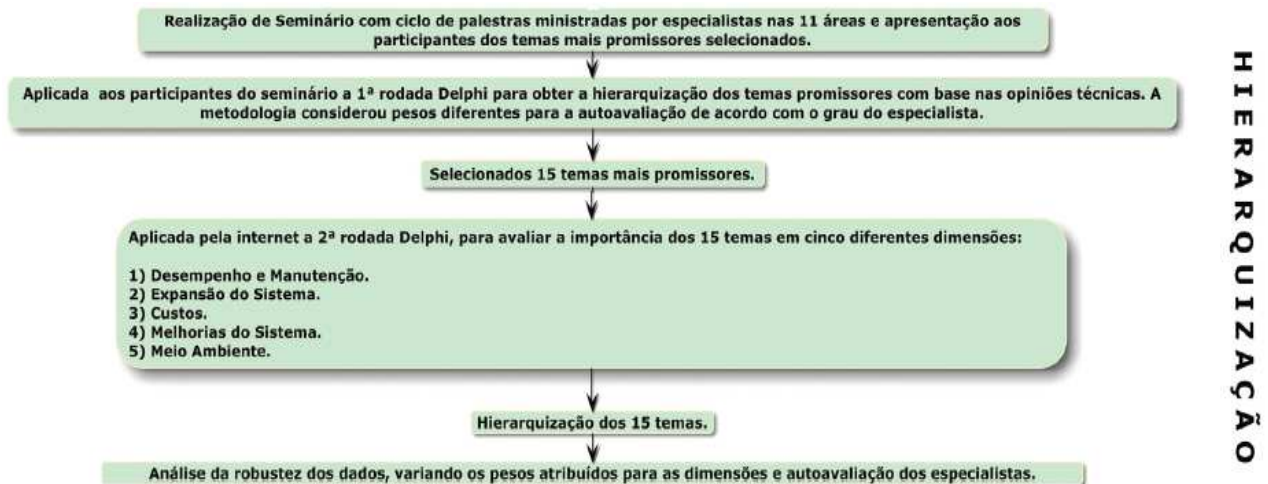 Realização de Seminário com ciclo de palestras ministradas por especialistas nas 11 áreas e apresentação aos
participantes dos temas mais promissores selecionados.
Aplicada aos participantes do seminário a 1ª rodada Delphi para obter a hierarquização dos temas promissores com base nas opiniões técnicas. A
metodologia considerou pesos diferentes para a autoavaliação de acordo com o grau do especialista.
Selecionados 15 temas mais promissores.
Aplicada pela internet a 2ª rodada Delphi, para avaliar a importância dos 15 temas em cinco diferentes dimensões:
1) Desempenho e Manutenção.
2) Expansão do Sistema.
3) Custos.
4) Melhorias do Sistema.
5) Meio Ambiente.
Hierarquização dos 15 temas.
Análise da robustez dos dados, variando os pesos atribuídos para as dimensões e autoavaliação dos especialistas.
HIERARQUIZAÇÃO